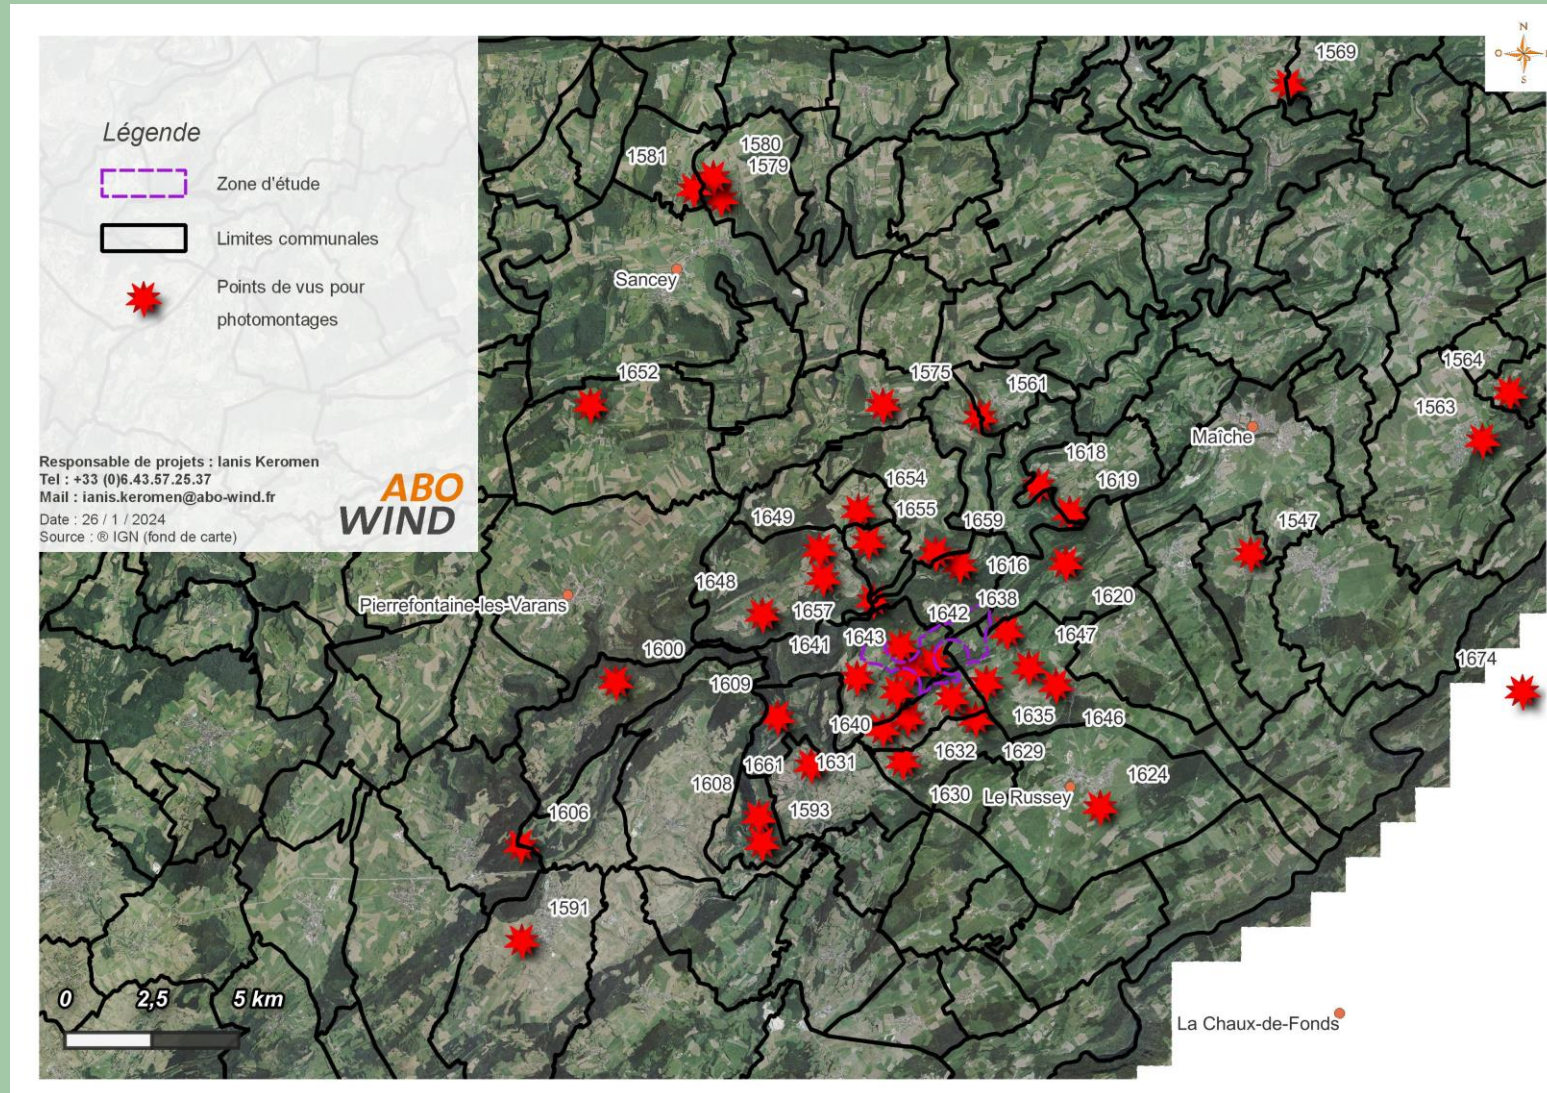 N
O
S
Légende
Zone d'étude
Limites communales
Points de vus pour
photomontages
Responsable de projets : Ianis Keromen
Tel : +33 (0)6.43.57.25.37
Mail : ianis.keromen@abo-wind.fr
Date : 26 / 1 / 2024
Source : ® IGN (fond de carte)
ABO
WIND
1569
1580
1581
1579
Sancey
1652
1575
1561
1564
1563
Maîche
1618
1654
1619
1649
1655
1659
1547
1616
1648
Pierrefontaine-les-Varans
1638
1620
1657
1642
1643
1641
1647
1600
1674
1609
1635
1646
1640
1632
1629
1661
1631
1608
1624
1630
Le Russey
1606
1593
1591
0
2,5
5 km
La Chaux-de-Fonds